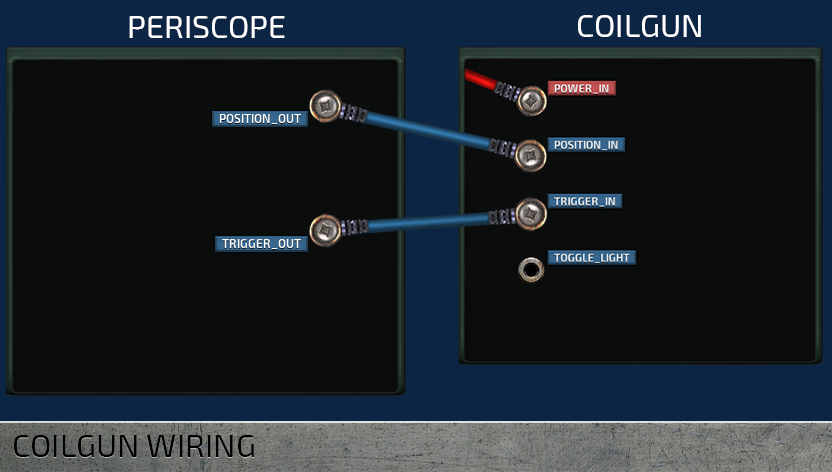 PERISCOPE
COILGUN
POSITION_OUT
TRIGGER_OUT
POWER_IN
POSITION_IN
TRIGGER_IN
TOGGLE_LIGHT
COILGUN WIRING